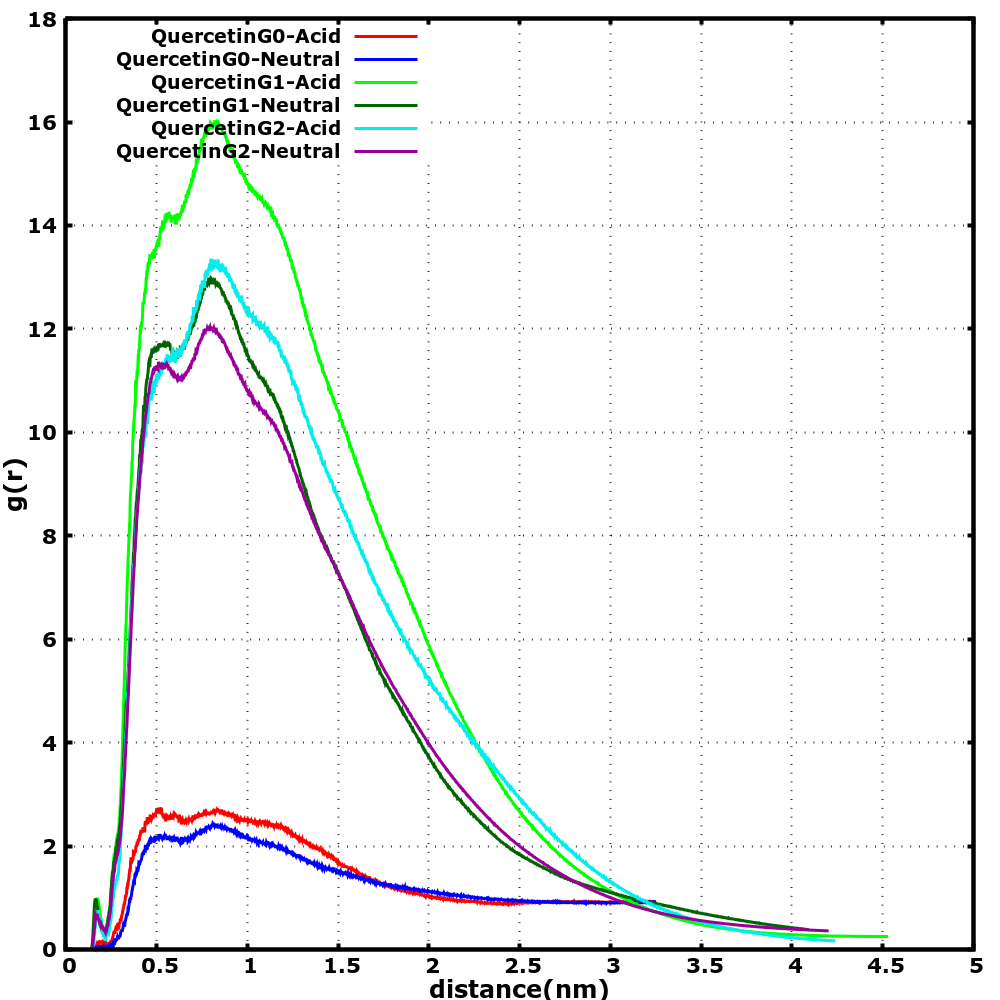 18
16
14
12
10
8
6
4
2
0
g(r)
QuercetinG0-Acid
QuercetinG0-Neutral
QuercetinG1-Acid
QuercetinG1-Neutral
QuercetinG2-Acid
QuercetinG2-Neutral
0 0.5 1 1.5 2 2.5 3 3.5 4 4.5 5
distance(nm)